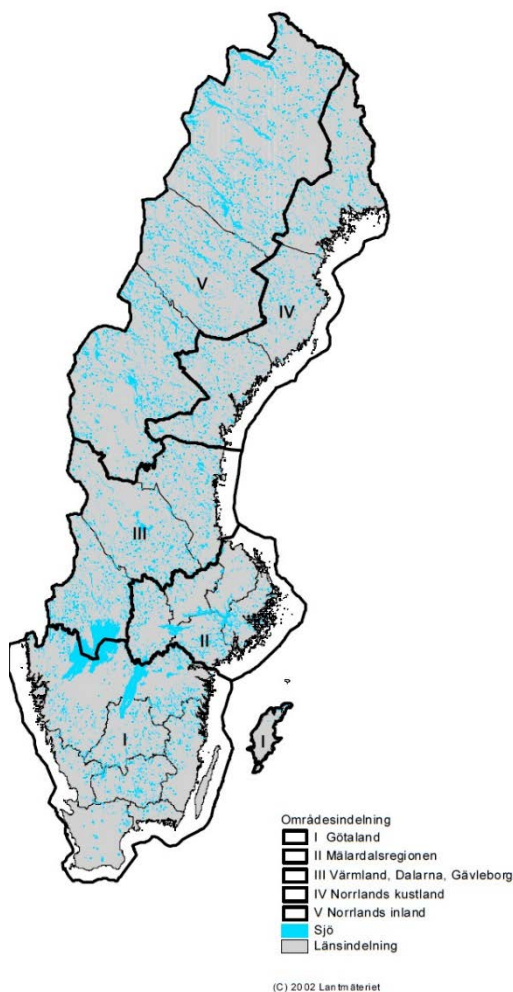 V
IV
III
II
I
I
Områdesindelning
I Götaland
II Mälardalsregionen
III Värmland, Dalarna, Gävleborg
IV Norrlands kustland
V Norrlands inland
Sjö
Länsindelning
(C) 2002 Lantmäteriet